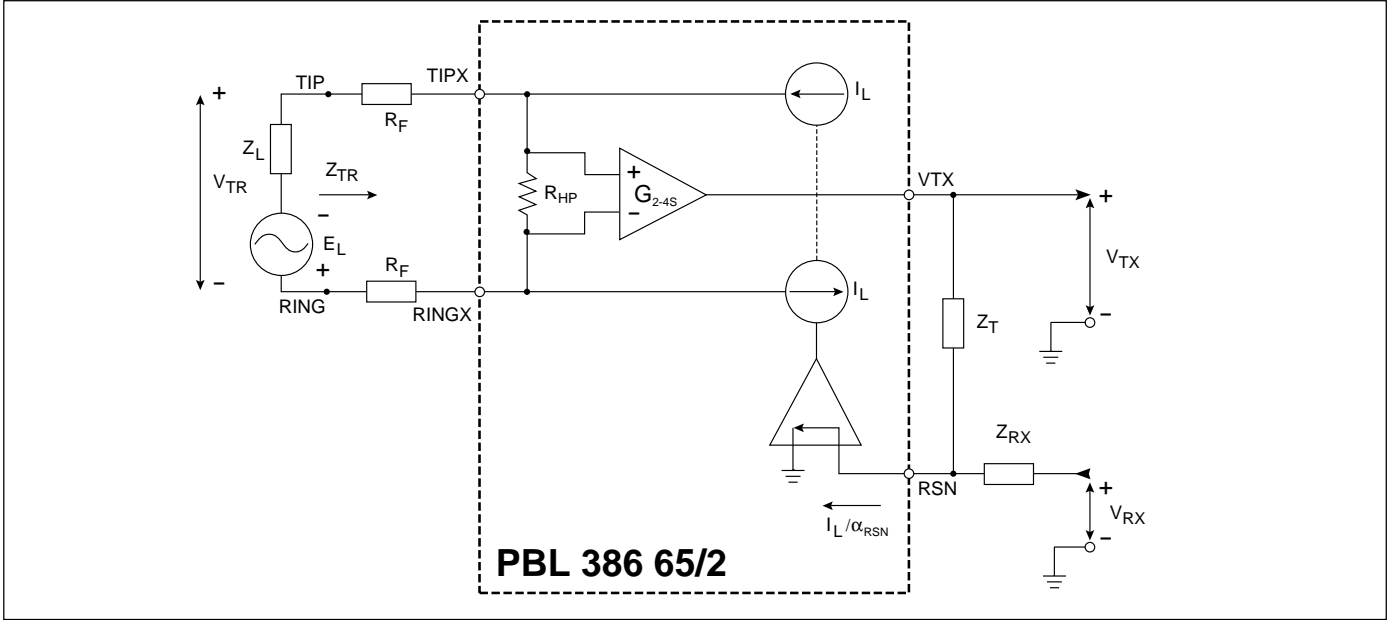 TIP
TIPX
I_L
+
R_F
Z_L
Z_TR
V_TR
R_HP
+
G_2-4S
−
VTX
+
−
E_L
+
V_TX
−
R_F
I_L
RING
RINGX
Z_T
−
Z_RX
RSN
+
V_RX
−
I_L/α_RSN
PBL 386 65/2